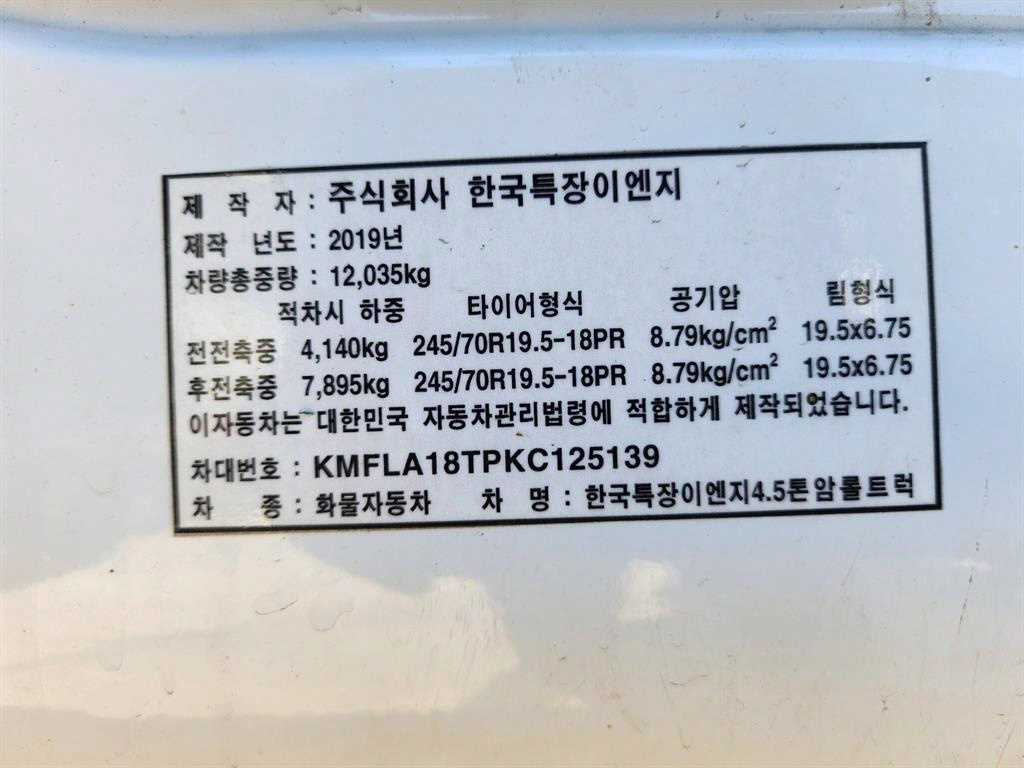 제 작 자 : 주식회사 한국특장이엔지
제작 년도 : 2019년
차량총중량 : 12,035kg
적차시 하중 타이어형식 공기압 림형식
전전축중 4,140kg 245/70R19.5-18PR 8.79kg/cm² 19.5x6.75
후전축중 7,895kg 245/70R19.5-18PR 8.79kg/cm² 19.5x6.75
이자동차는 대한민국 자동차관리법령에 적합하게 제작되었습니다.
차대번호 : KMFLA18TPKC125139
차 종 : 화물자동차 차 명 : 한국특장이엔지4.5톤암롤트럭